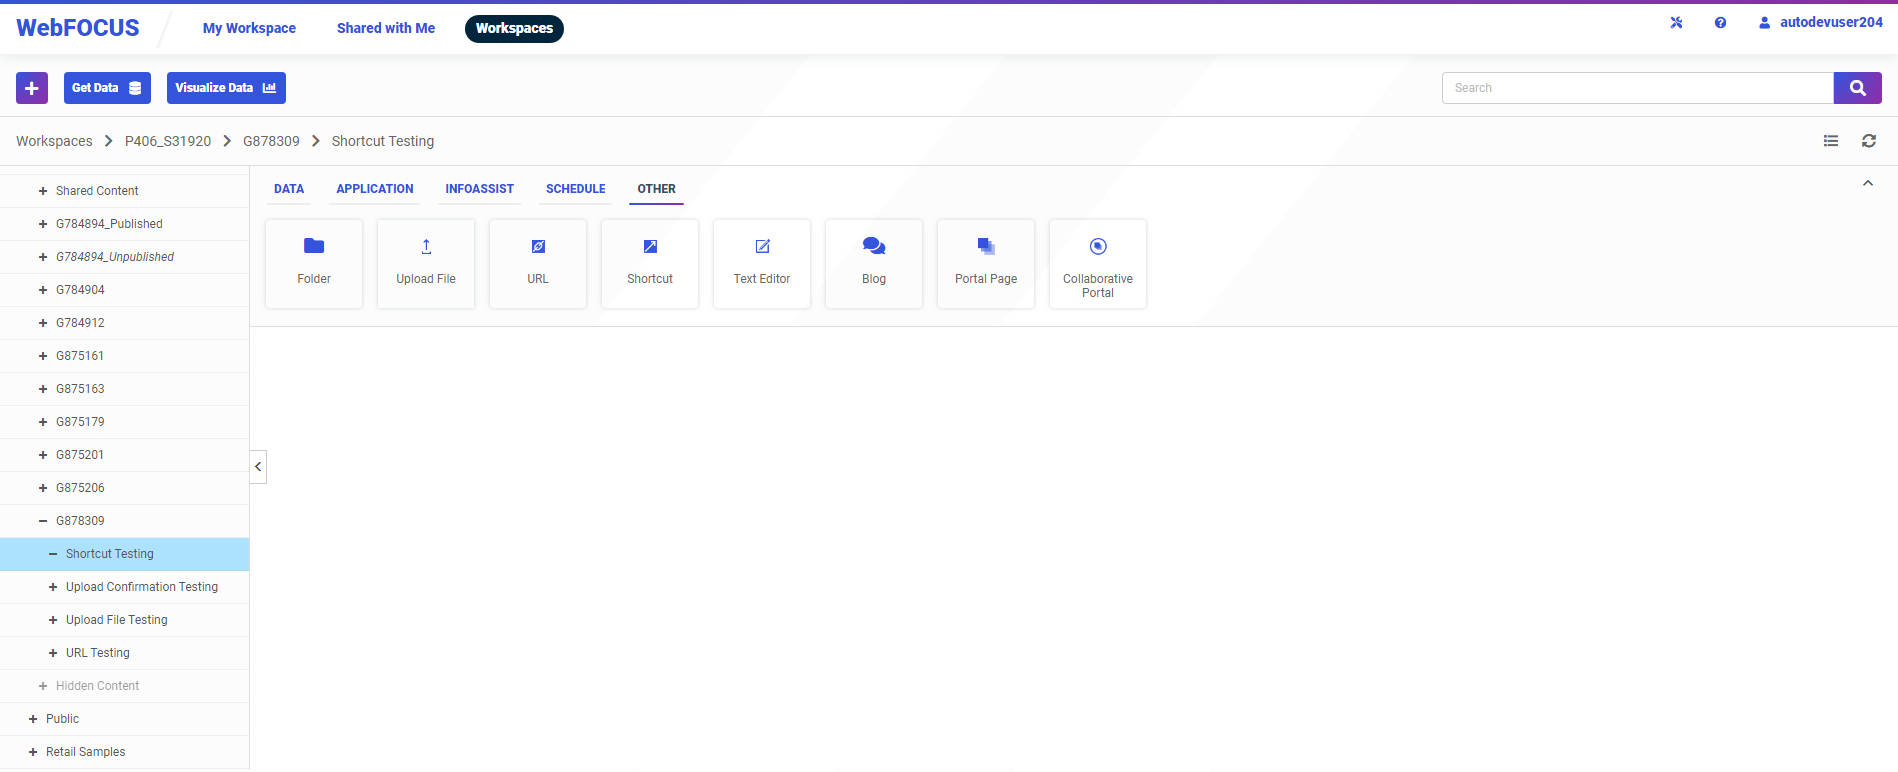 WebFOCUS
My Workspace
Shared with Me
Workspaces
autodevuser204
Get Data
Visualize Data
Search
Workspaces
P406_S31920
G878309
Shortcut Testing
Shared Content
G784894_Published
G784894_Unpublished
G784904
G784912
G875161
G875163
G875179
G875201
G875206
G878309
Shortcut Testing
Upload Confirmation Testing
Upload File Testing
URL Testing
Hidden Content
Public
Retail Samples
DATA
APPLICATION
INFOASSIST
SCHEDULE
OTHER
Folder
Upload File
URL
Shortcut
Text Editor
Blog
Portal Page
Collaborative
Portal